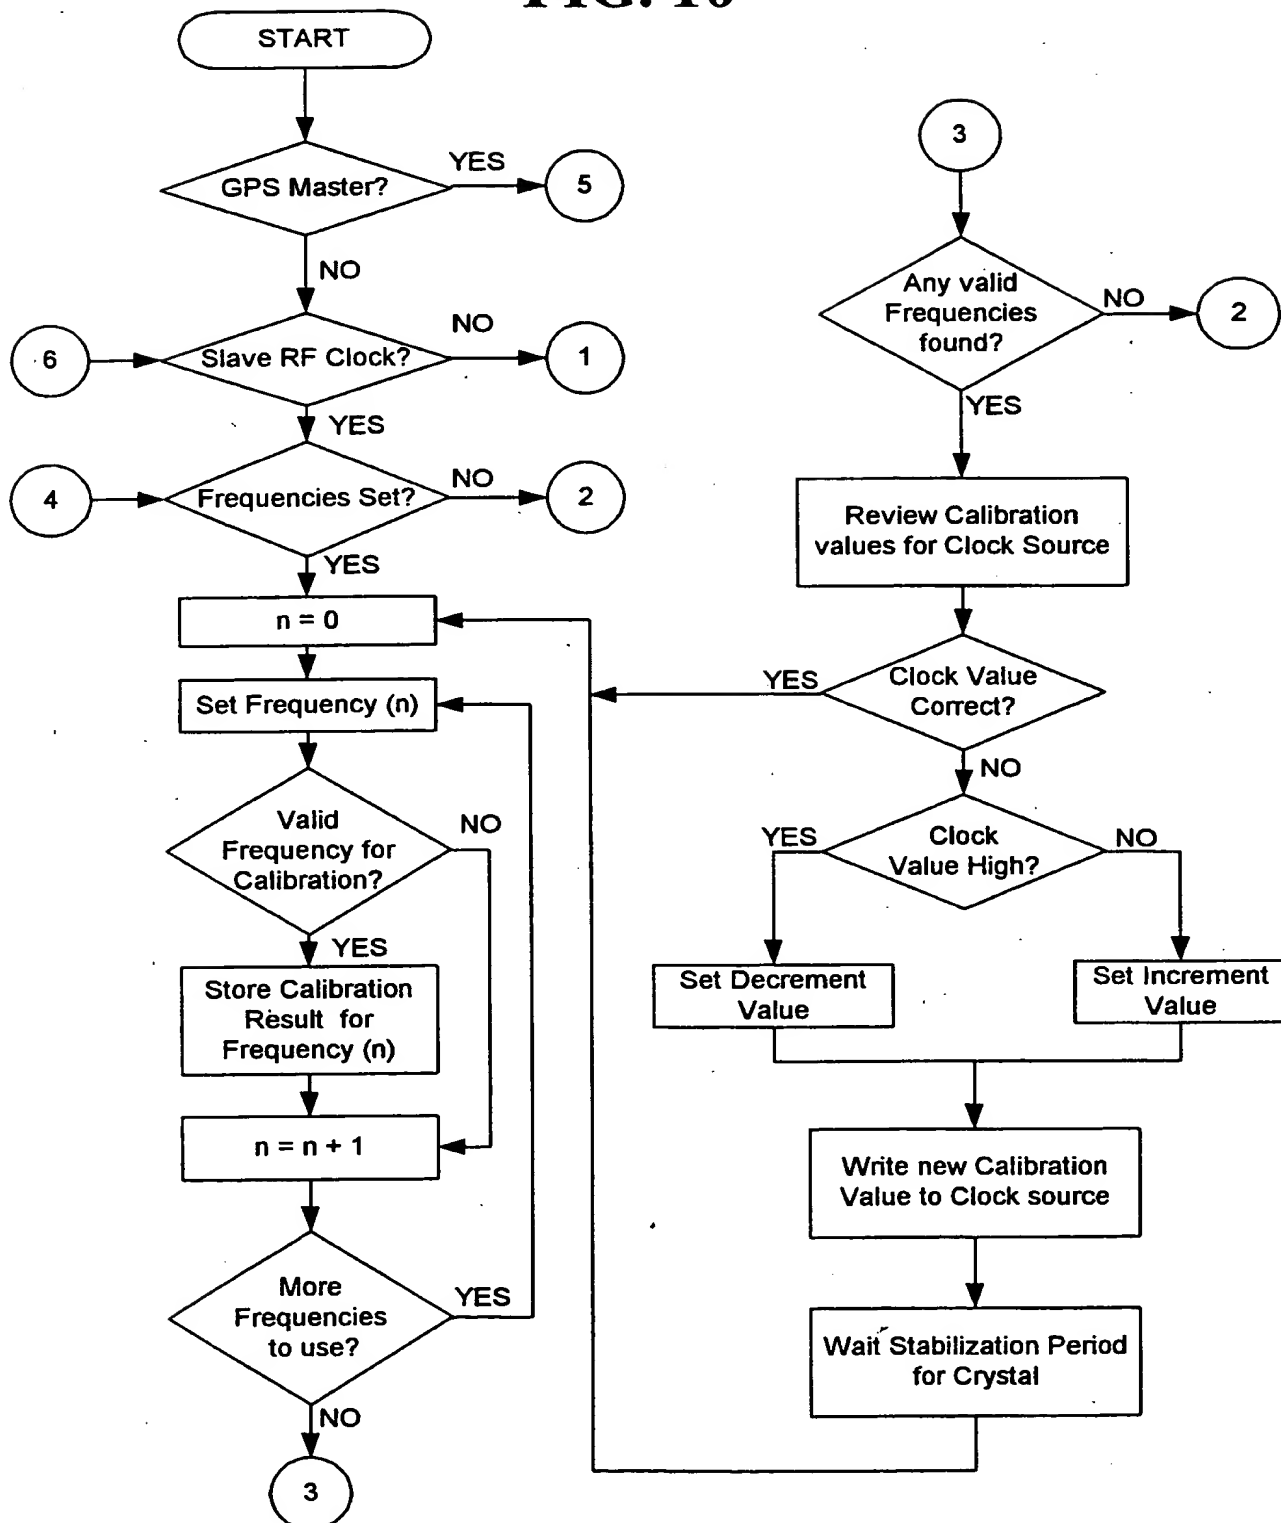 START
GPS Master?
YES
5
NO
6
Slave RF Clock?
NO
1
YES
4
Frequencies Set?
NO
2
YES
n = 0
Set Frequency (n)
Valid
Frequency for
Calibration?
NO
YES
Store Calibration
Result for
Frequency (n)
n = n + 1
More
Frequencies
to use?
YES
NO
3
3
Any valid
Frequencies
found?
NO
2
YES
Review Calibration
values for Clock Source
Clock Value
Correct?
YES
NO
Clock
Value High?
YES
NO
Set Decrement
Value
Set Increment
Value
Write new Calibration
Value to Clock source
Wait Stabilization Period
for Crystal